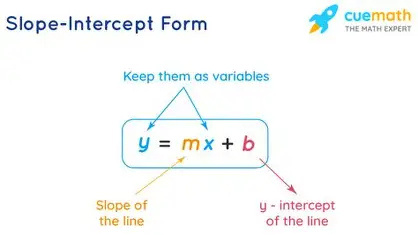 Slope-Intercept Form
cuemath
THE MATH EXPERT
Keep them as variables
y = mx + b
Slope of
the line
y - intercept
of the line